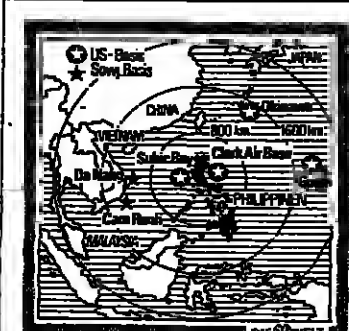 US-Basis
Sowj. Basis
JAPAN
CHINA
Okinawa
800 km
1600 km
VIETNAM
Subic Bay
Clark Air Base
Da Nang
Guam
PHILIPPINEN
Cam Ranh
MALAYSIA